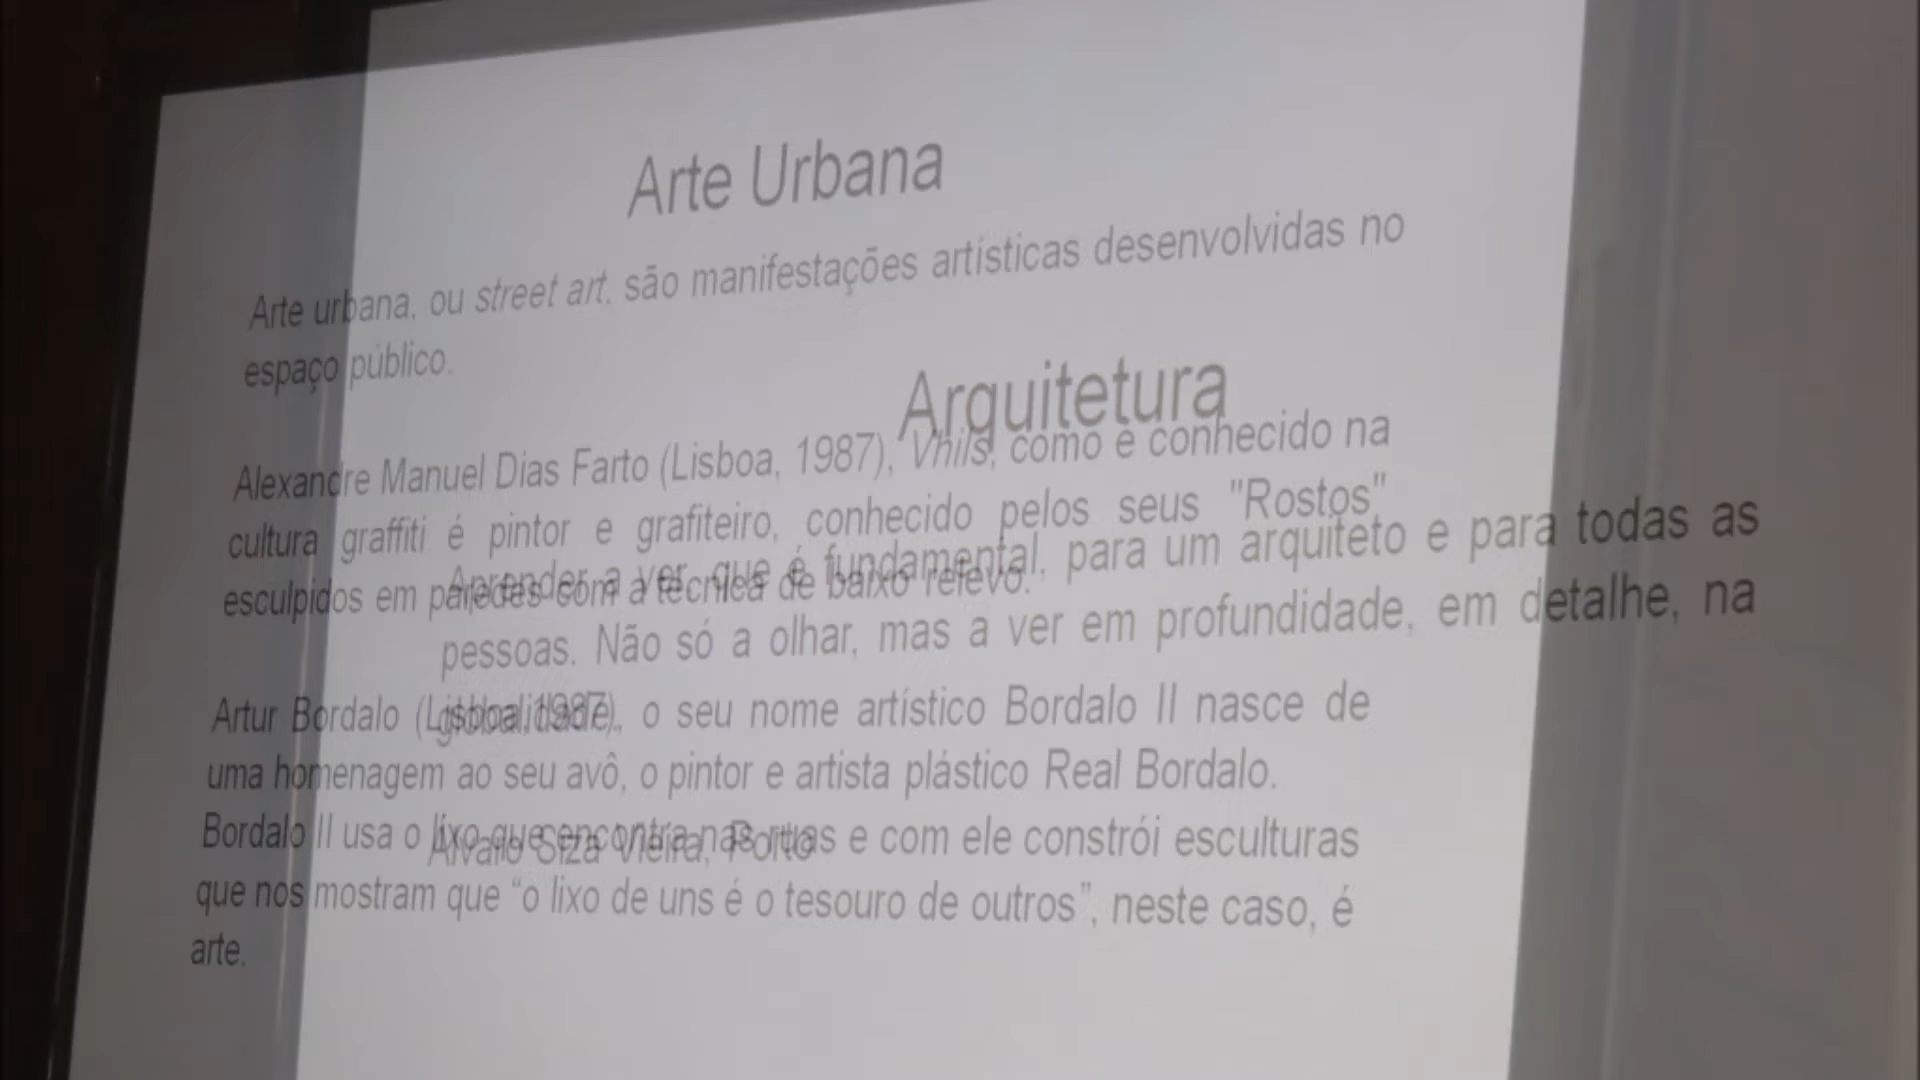 Arte Urbana
Arte urbana, ou street art, são manifestações artísticas desenvolvidas no
espaço público.
Alexandre Manuel Dias Farto (Lisboa, 1987), Vhils, como é conhecido na
cultura graffiti é pintor e grafiteiro, conhecido pelos seus "Rostos"
esculpidos em paredes com a técnica de baixo relevo.
Artur Bordalo (Lisboa, 1987), o seu nome artístico Bordalo II nasce de
uma homenagem ao seu avô, o pintor e artista plástico Real Bordalo.
Bordalo II usa o lixo que encontra nas ruas e com ele constrói esculturas
que nos mostram que “o lixo de uns é o tesouro de outros”, neste caso, é
arte.
Arquitetura
Aprender a ver, que é fundamental, para um arquiteto e para todas as
pessoas. Não só a olhar, mas a ver em profundidade, em detalhe, na
globalidade.
Álvaro Siza Vieira, Porto